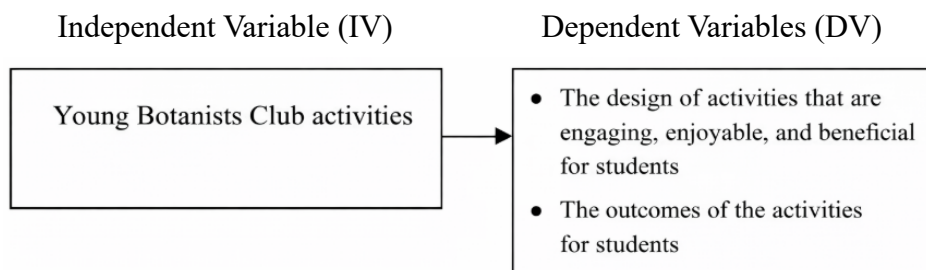 Independent Variable (IV)
Dependent Variables (DV)
Young Botanists Club activities
● The design of activities that are
engaging, enjoyable, and beneficial
for students
● The outcomes of the activities
for students